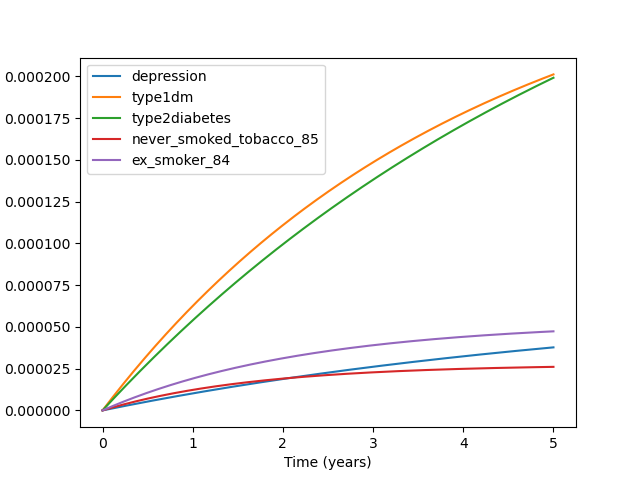 0.000200
0.000175
0.000150
0.000125
0.000100
0.000075
0.000050
0.000025
0.000000
depression
type1dm
type2diabetes
never_smoked_tobacco_85
ex_smoker_84
0 1 2 3 4 5
Time (years)